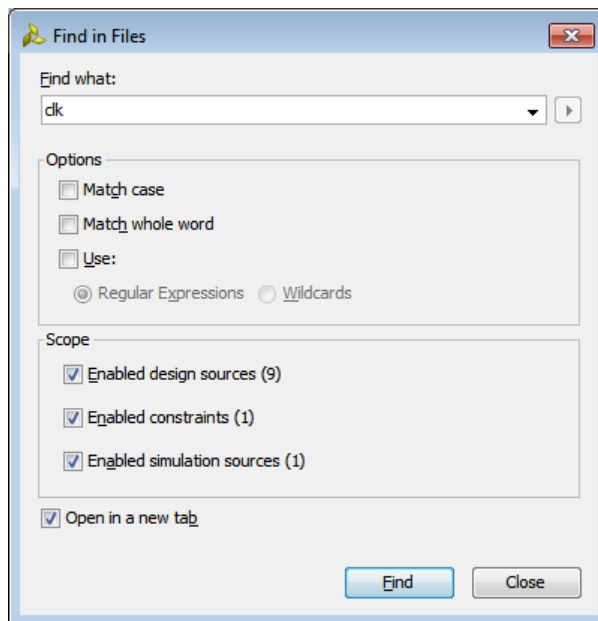 Find in Files
Find what:
clk
Options
Match case
Match whole word
Use:
Regular Expressions Wildcards
Scope
Enabled design sources (9)
Enabled constraints (1)
Enabled simulation sources (1)
Open in a new tab
Find Close